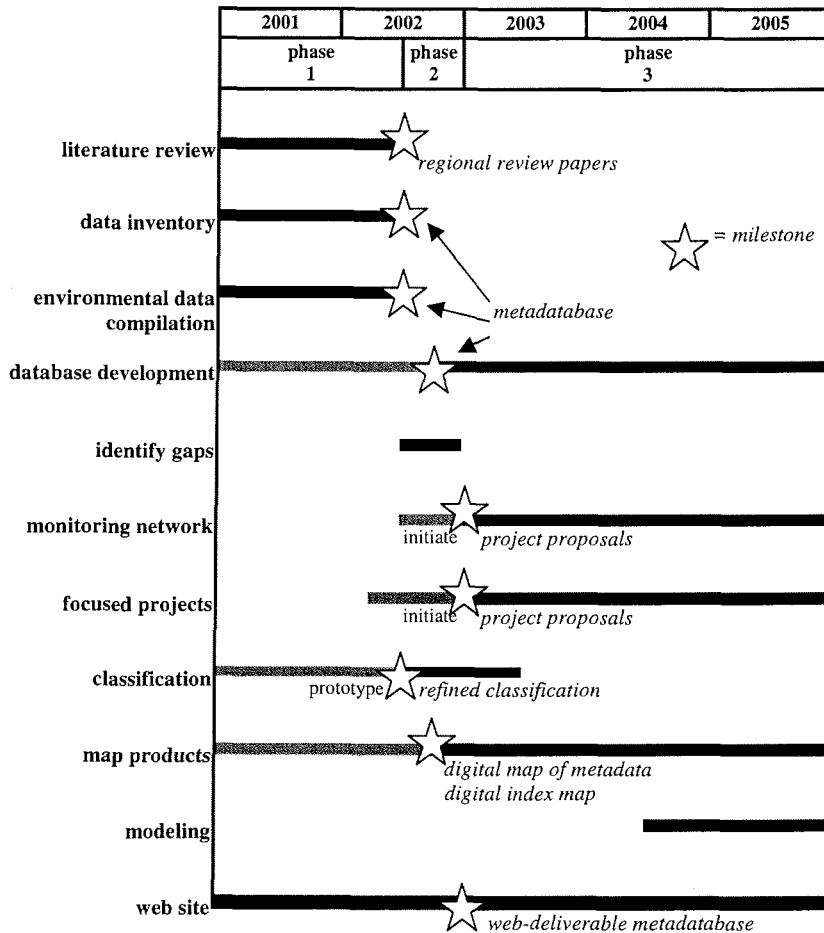 2001 2002 2003 2004 2005
phase phase phase
1 2 3
literature review
regional review papers
data inventory
= milestone
environmental data
compilation
metadatabase
database development
identify gaps
monitoring network
initiate project proposals
focused projects
initiate project proposals
classification
prototype refined classification
map products
digital map of metadata
digital index map
modeling
web site
web-deliverable metadatabase